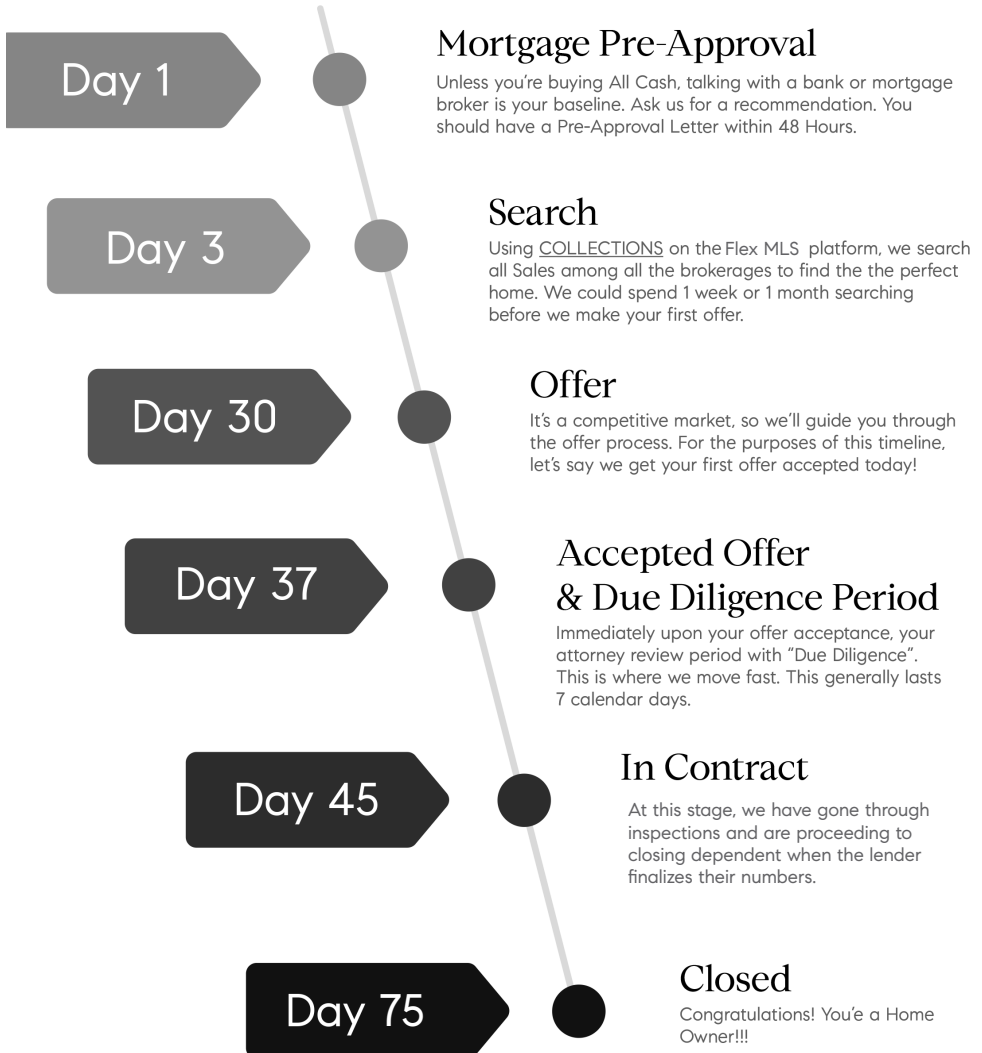 Day 1
Mortgage Pre-Approval
Unless you're buying All Cash, talking with a bank or mortgage
broker is your baseline. Ask us for a recommendation. You
should have a Pre-Approval Letter within 48 Hours.
Day 3
Search
Using COLLECTIONS on the Flex MLS platform, we search
all Sales among all the brokerages to find the the perfect
home. We could spend 1 week or 1 month searching
before we make your first offer.
Day 30
Offer
It's a competitive market, so we'll guide you through
the offer process. For the purposes of this timeline,
let's say we get your first offer accepted today!
Day 37
Accepted Offer
& Due Diligence Period
Immediately upon your offer acceptance, your
attorney review period with “Due Diligence”.
This is where we move fast. This generally lasts
7 calendar days.
Day 45
In Contract
At this stage, we have gone through
inspections and are proceeding to
closing dependent when the lender
finalizes their numbers.
Day 75
Closed
Congratulations! You'e a Home
Owner!!!